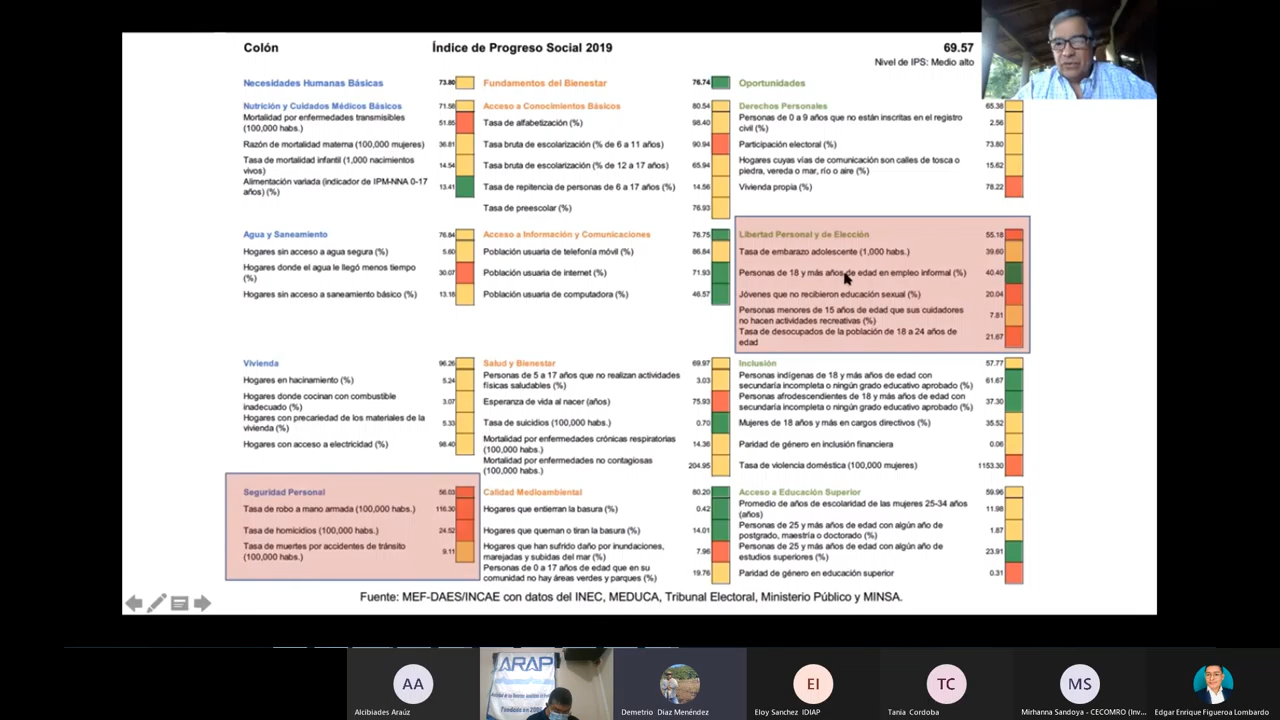 Colón
Índice de Progreso Social 2019
69.57
Nivel de IPS: Medio alto
Necesidades Humanas Básicas 73.80
Nutrición y Cuidados Médicos Básicos 71.58
Mortalidad por enfermedades transmisibles
(100,000 habs.) 51.85
Razón de mortalidad materna (100,000 mujeres) 36.81
Tasa de mortalidad infantil (1,000 nacimientos
vivos) 14.54
Alimentación variada (indicador de IPM-NNA 0-17
años) (%) 13.41
Agua y Saneamiento 76.84
Hogares sin acceso a agua segura (%) 5.60
Hogares donde el agua le llegó menos tiempo
(%) 30.07
Hogares sin acceso a saneamiento básico (%) 13.18
Vivienda 96.26
Hogares en hacinamiento (%) 5.24
Hogares donde cocinan con combustible
inadecuado (%) 3.07
Hogares con precariedad de los materiales de la
vivienda (%) 5.33
Hogares con acceso a electricidad (%) 98.40
Seguridad Personal 56.03
Tasa de robo a mano armada (100,000 habs.) 116.30
Tasa de homicidios (100,000 habs.) 24.52
Tasa de muertes por accidentes de tránsito
(100,000 habs.) 9.11
Fundamentos del Bienestar 76.74
Acceso a Conocimientos Básicos 80.54
Tasa de alfabetización (%) 98.40
Tasa bruta de escolarización (% de 6 a 11 años) 90.94
Tasa bruta de escolarización (% de 12 a 17 años) 65.94
Tasa de repitencia de personas de 6 a 17 años (%) 14.56
Tasa de preescolar (%) 76.93
Acceso a Información y Comunicaciones 76.75
Población usuaria de telefonía móvil (%) 86.84
Población usuaria de internet (%) 71.93
Población usuaria de computadora (%) 46.57
Salud y Bienestar 69.97
Personas de 5 a 17 años que no realizan actividades
físicas saludables (%) 3.03
Esperanza de vida al nacer (años) 75.93
Tasa de suicidios (100,000 habs.) 0.70
Mortalidad por enfermedades crónicas respiratorias
(100,000 habs.) 14.36
Mortalidad por enfermedades no contagiosas
(100,000 habs.) 204.95
Calidad Medioambiental 80.20
Hogares que entierran la basura (%) 0.42
Hogares que queman o tiran la basura (%) 14.01
Hogares que han sufrido daño por inundaciones,
marejadas y subidas del mar (%) 7.96
Personas de 0 a 17 años de edad que en su
comunidad no hay áreas verdes y parques (%) 19.76
Oportunidades
Derechos Personales 65.38
Personas de 0 a 9 años que no están inscritas en el registro
civil (%) 2.56
Participación electoral (%) 73.80
Hogares cuyas vías de comunicación son calles de tosca o
piedra, vereda o mar, río o aire (%) 15.62
Vivienda propia (%) 78.22
Libertad Personal y de Elección 55.18
Tasa de embarazo adolescente (1,000 habs.) 39.60
Personas de 18 y más años de edad en empleo informal (%) 40.40
Jóvenes que no recibieron educación sexual (%) 20.04
Personas menores de 15 años de edad que sus cuidadores
no hacen actividades recreativas (%) 7.81
Tasa de desocupados de la población de 18 a 24 años de
edad 21.67
Inclusión 57.77
Personas indígenas de 18 y más años de edad con
secundaria incompleta o ningún grado educativo aprobado (%) 61.67
Personas afrodescendientes de 18 y más años de edad con
secundaria incompleta o ningún grado educativo aprobado (%) 37.30
Mujeres de 18 años y más en cargos directivos (%) 35.52
Paridad de género en inclusión financiera 0.06
Tasa de violencia doméstica (100,000 mujeres) 1153.30
Acceso a Educación Superior 59.96
Promedio de años de escolaridad de las mujeres 25-34 años
(años) 11.98
Personas de 25 y más años de edad con algún año de
postgrado, maestría o doctorado (%) 1.87
Personas de 25 y más años de edad con algún año de
estudios superiores (%) 23.91
Paridad de género en educación superior 0.31
Fuente: MEF-DAES/INCAE con datos del INEC, MEDUCA, Tribunal Electoral, Ministerio Público y MINSA.
AA
ARAP
EI
TC
MS
Alcibiades Araúz
Demetrio Diaz Menéndez
Eloy Sanchez IDIAP
Tania Cordoba
Mirhanna Sandoya - CECOMRO (Inv...
Edgar Enrique Figueroa Lombardo